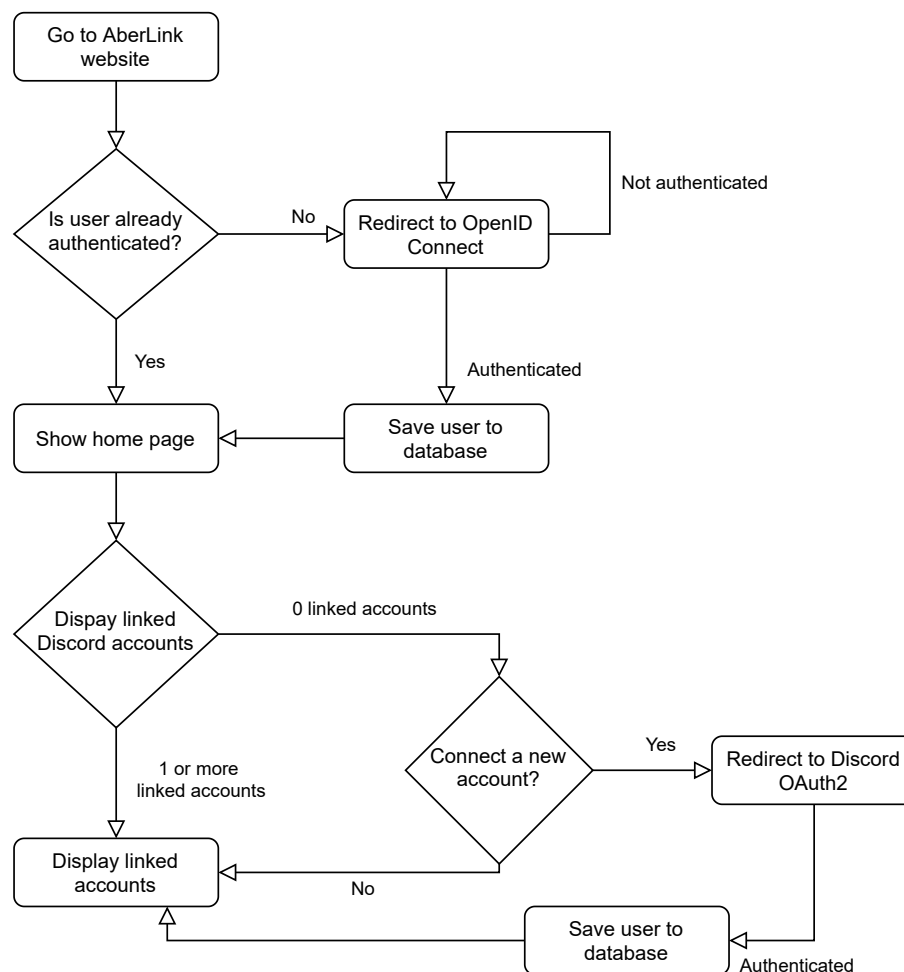 Go to AberLink
website
Is user already
authenticated?
No
Redirect to OpenID
Connect
Not authenticated
Yes
Authenticated
Show home page
Save user to
database
Dispay linked
Discord accounts
0 linked accounts
1 or more
linked accounts
Connect a new
account?
Yes
Redirect to Discord
OAuth2
Display linked
accounts
No
Save user to
database
Authenticated